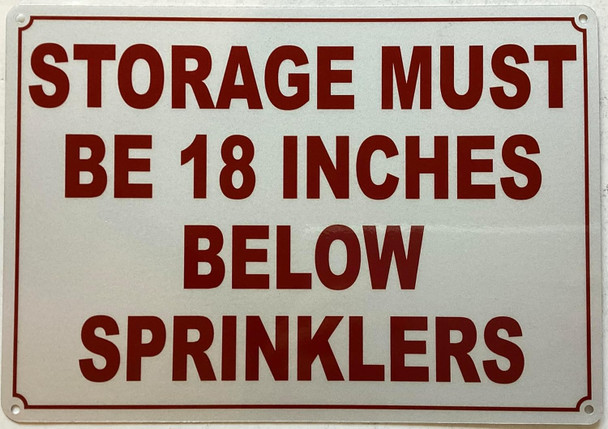 STORAGE MUST
BE 18 INCHES
BELOW
SPRINKLERS